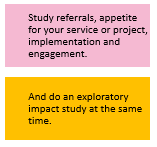 Study referrals, appetite
for your service or project,
implementation and
engagement.
And do an exploratory
impact study at the same
time.